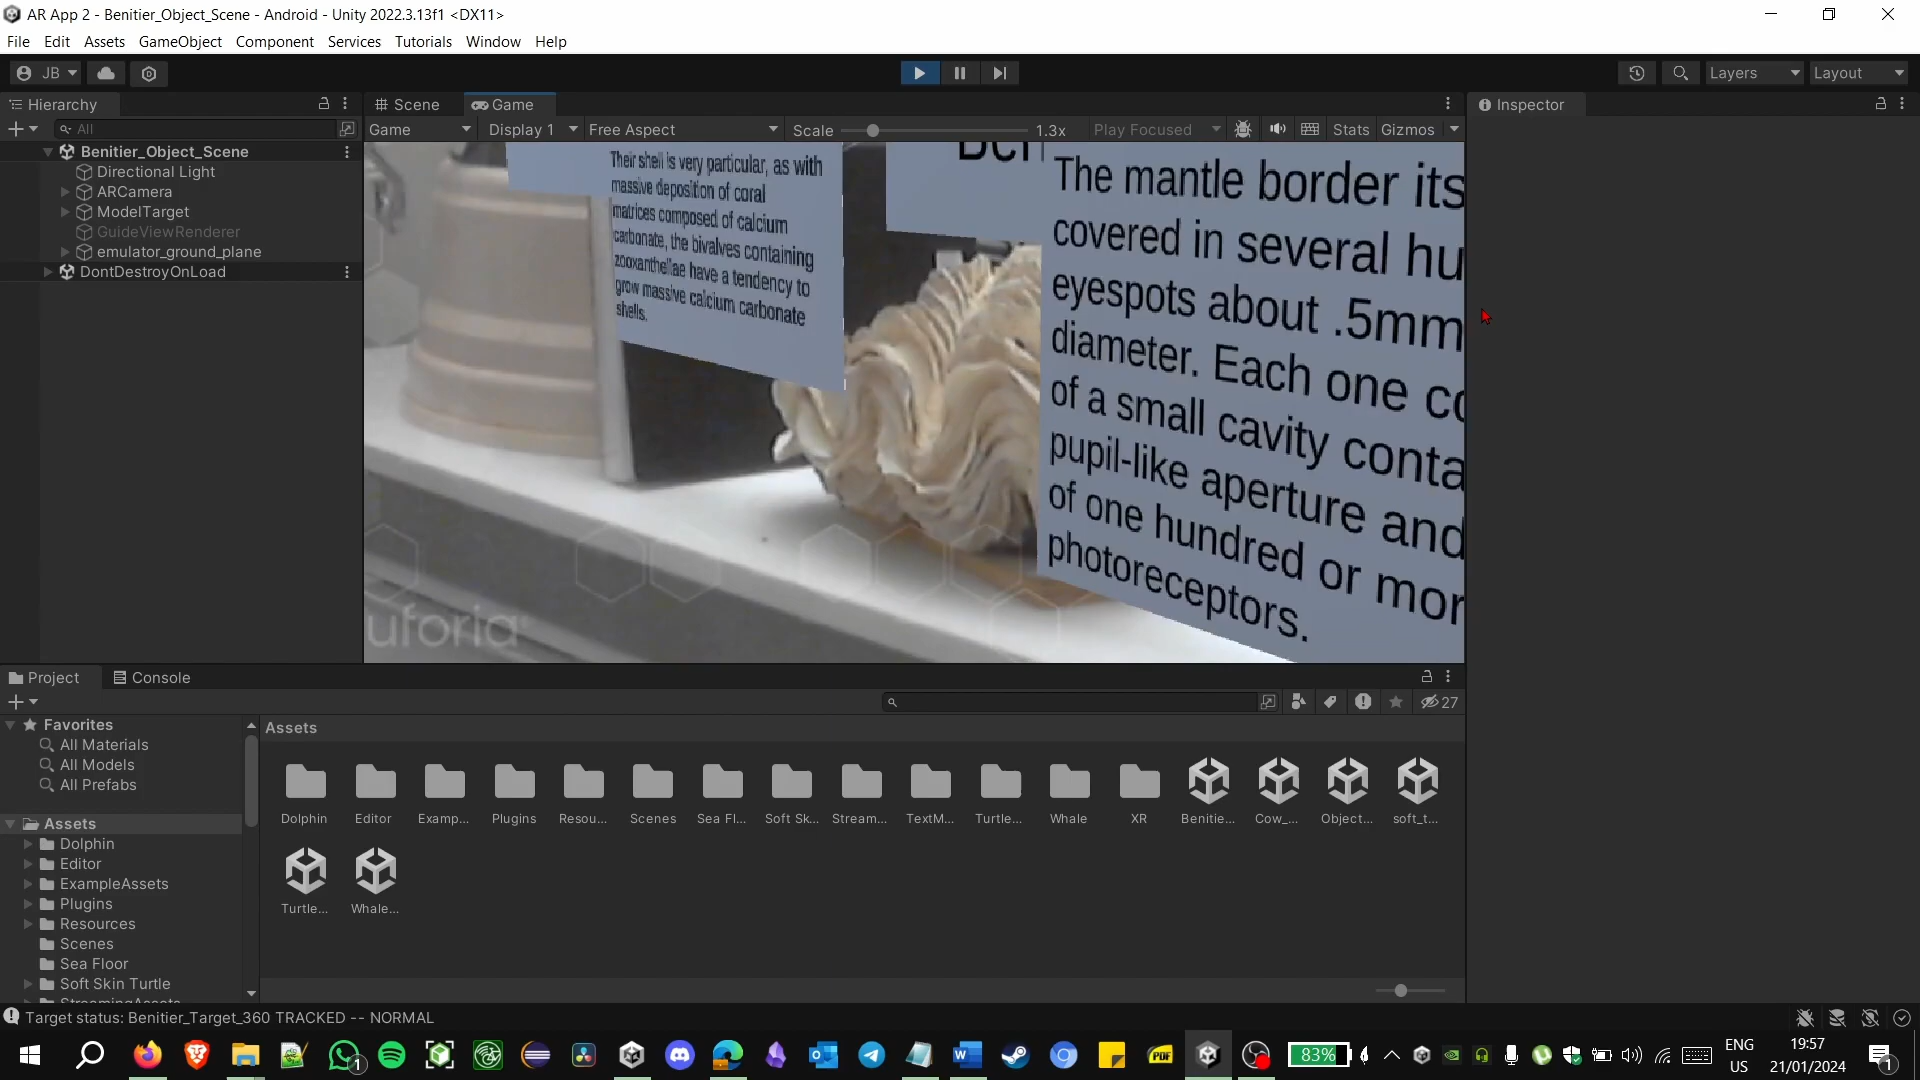 AR App 2 - Benitier_Object_Scene - Android - Unity 2022.3.13f1 <DX11>
File Edit Assets GameObject Component Services Tutorials Window Help
JB Layers Layout
Hierarchy Scene Game Inspector
All Game Display 1 Free Aspect Scale 1.3x Play Focused Stats Gizmos
Benitier_Object_Scene
Directional Light
ARCamera
ModelTarget
GuideViewRenderer
emulator_ground_plane
DontDestroyOnLoad
Their shell is very particular, as with
massive deposition of coral
matrices composed of calcium
carbonate, the bivalves containing
zooxanthellae have a tendency to
grow massive calcium carbonate
shells.
The mantle border its
covered in several hu
eyespots about .5mm
diameter. Each one co
of a small cavity conta
pupil-like aperture and
of one hundred or mor
photoreceptors.
uforia
Project Console
27
Favorites
All Materials
All Models
All Prefabs
Assets
Dolphin
Editor
ExampleAssets
Plugins
Resources
Scenes
Sea Floor
Soft Skin Turtle
StreamingAssets
Assets
Dolphin Editor Examp... Plugins Resou... Scenes Sea Fl... Soft Sk... Stream... TextM... Turtle... Whale XR Benitie... Cow_... Object... soft_t...
Turtle... Whale...
Target status: Benitier_Target_360 TRACKED -- NORMAL
1 PDF 83% ENG
US
19:57
21/01/2024
1